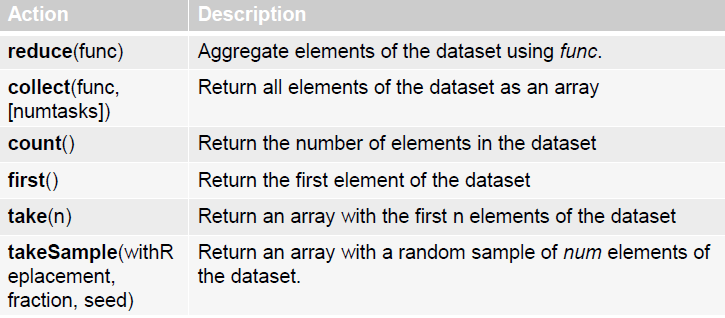 Action Description
reduce(func) Aggregate elements of the dataset using func.
collect(func, Return all elements of the dataset as an array
[numtasks])
count() Return the number of elements in the dataset
first() Return the first element of the dataset
take(n) Return an array with the first n elements of the dataset
takeSample(withR Return an array with a random sample of num elements of
eplacement, the dataset.
fraction, seed)